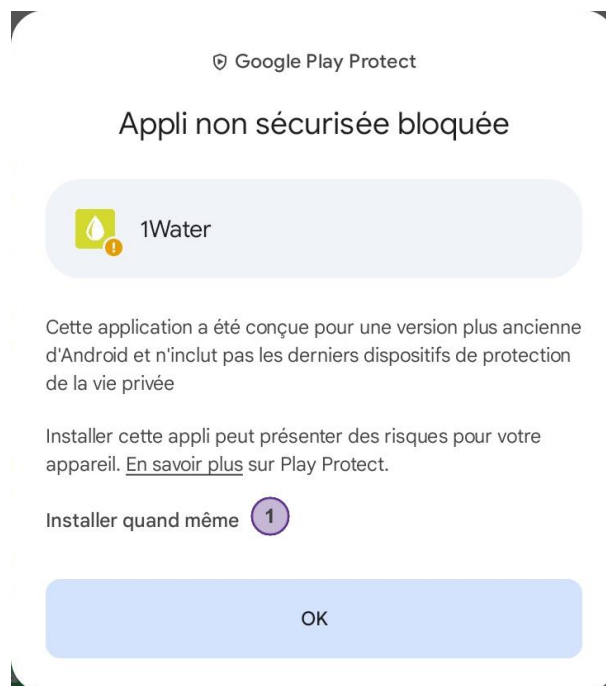 Google Play Protect
Appli non sécurisée bloquée
1Water
Cette application a été conçue pour une version plus ancienne
d'Android et n'inclut pas les derniers dispositifs de protection
de la vie privée
Installer cette appli peut présenter des risques pour votre
appareil. En savoir plus sur Play Protect.
Installer quand même 1
OK